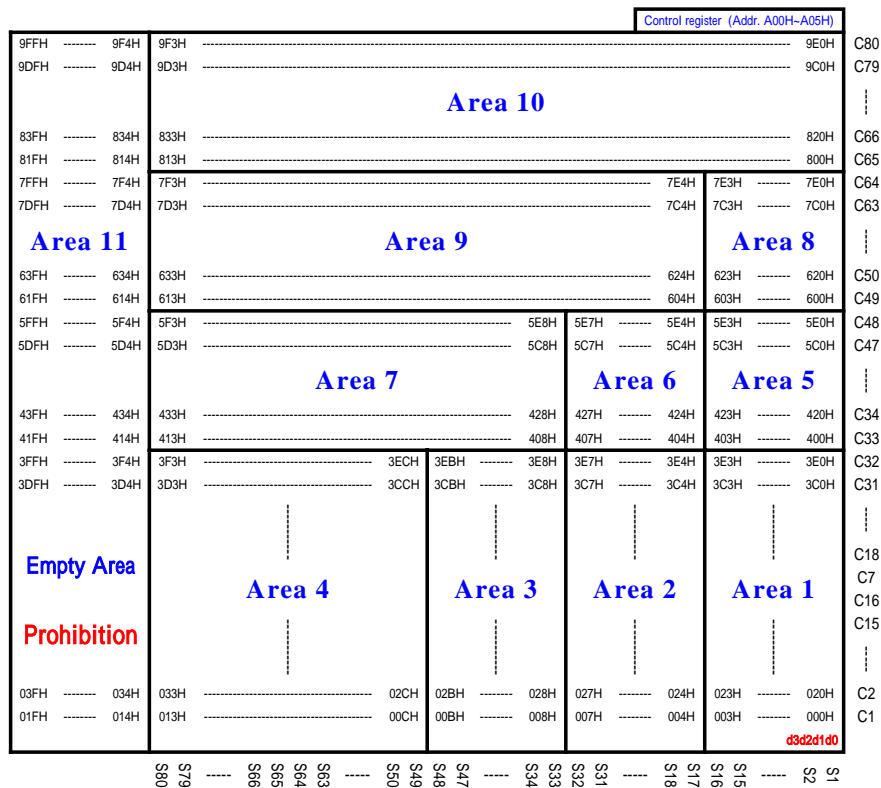 Control register (Addr. A00H~A05H)
9FFH ------- 9F4H 9F3H ------- 9E0H C80
9DFH ------- 9D4H 9D3H ------- 9C0H C79
Area 10
83FH ------- 834H 833H ------- 820H C66
81FH ------- 814H 813H ------- 800H C65
7FFH ------- 7F4H 7F3H ------- 7E4H 7E3H ------- 7E0H C64
7DFH ------- 7D4H 7D3H ------- 7C4H 7C3H ------- 7C0H C63
Area 11 Area 9 Area 8
63FH ------- 634H 633H ------- 624H 623H ------- 620H C50
61FH ------- 614H 613H ------- 604H 603H ------- 600H C49
5FFH ------- 5F4H 5F3H ------- 5E8H 5E7H ------- 5E4H 5E3H ------- 5E0H C48
5DFH ------- 5D4H 5D3H ------- 5C8H 5C7H ------- 5C4H 5C3H ------- 5C0H C47
Area 7 Area 6 Area 5
43FH ------- 434H 433H ------- 428H 427H ------- 424H 423H ------- 420H C34
41FH ------- 414H 413H ------- 408H 407H ------- 404H 403H ------- 400H C33
3FFH ------- 3F4H 3F3H ------- 3ECH 3EBH ------- 3E8H 3E7H ------- 3E4H 3E3H ------- 3E0H C32
3DFH ------- 3D4H 3D3H ------- 3CCH 3CBH ------- 3C8H 3C7H ------- 3C4H 3C3H ------- 3C0H C31
C18
Empty Area
C7
Area 4 Area 3 Area 2 Area 1
C16
C15
Prohibition
03FH ------- 034H 033H ------- 02CH 02BH ------- 028H 027H ------- 024H 023H ------- 020H C2
01FH ------- 014H 013H ------- 00CH 00BH ------- 008H 007H ------- 004H 003H ------- 000H C1
d3d2d1d0
S80 S79 ----- S66 S65 S64 S63 ----- S50 S49 S48 S47 ----- S34 S33 S32 S31 ----- S18 S17 S16 S15 ----- S2 S1